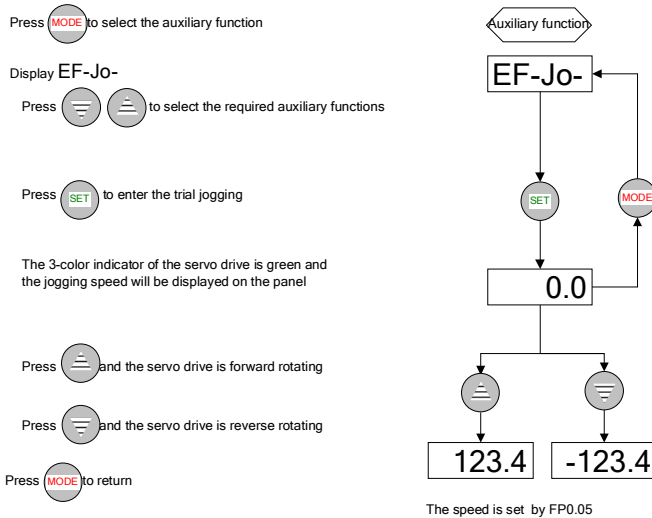 Press MODE to select the auxiliary function
Display EF-Jo-
Press to select the required auxiliary functions
Press SET to enter the trial jogging
The 3-color indicator of the servo drive is green and
the jogging speed will be displayed on the panel
Press and the servo drive is forward rotating
Press and the servo drive is reverse rotating
Press MODE to return
Auxiliary function
EF-Jo-
SET
MODE
0.0
123.4
-123.4
The speed is set by FP0.05